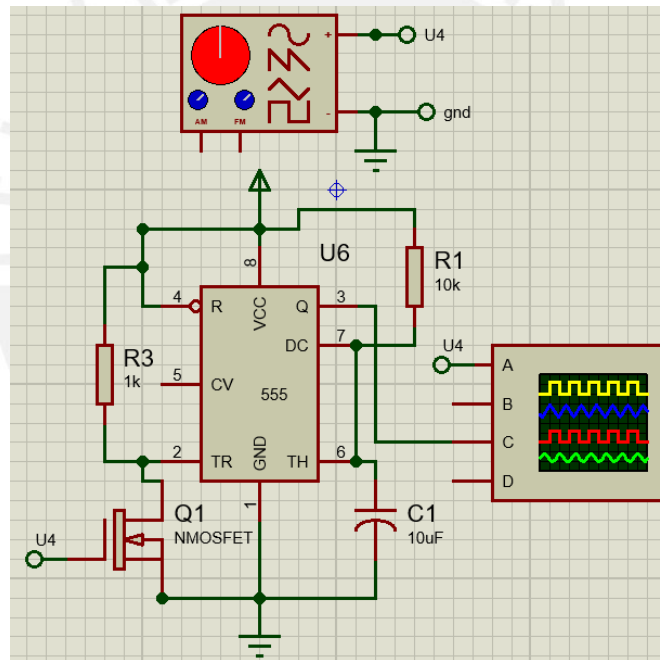 U4
AM FM
gnd
U6
R1
10k
8
4 R VCC Q 3
DC 7
U4
A
R3
1k
5 CV
555
B
C
2 TR GND TH 6
D
1
Q1
NMOSFET
C1
10uF
U4